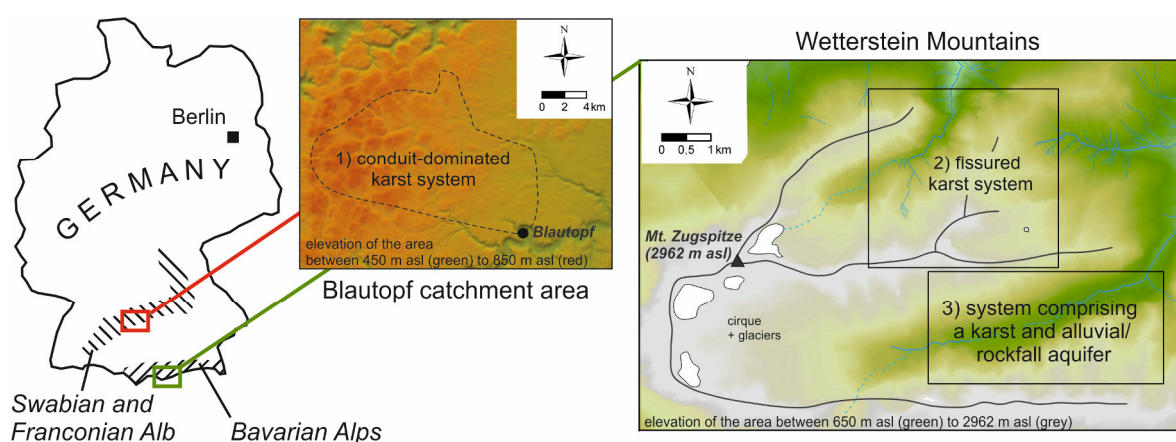 Berlin
GERMANY
Swabian and
Franconian Alb
Bavarian Alps
N
0 2 4 km
1) conduit-dominated
karst system
Blautopf
elevation of the area
between 450 m asl (green) to 850 m asl (red)
Blautopf catchment area
Wetterstein Mountains
N
0 0,5 1 km
2) fissured
karst system
Mt. Zugspitze
(2962 m asl)
cirque
+ glaciers
3) system comprising
a karst and alluvial/
rockfall aquifer
elevation of the area between 650 m asl (green) to 2962 m asl (grey)